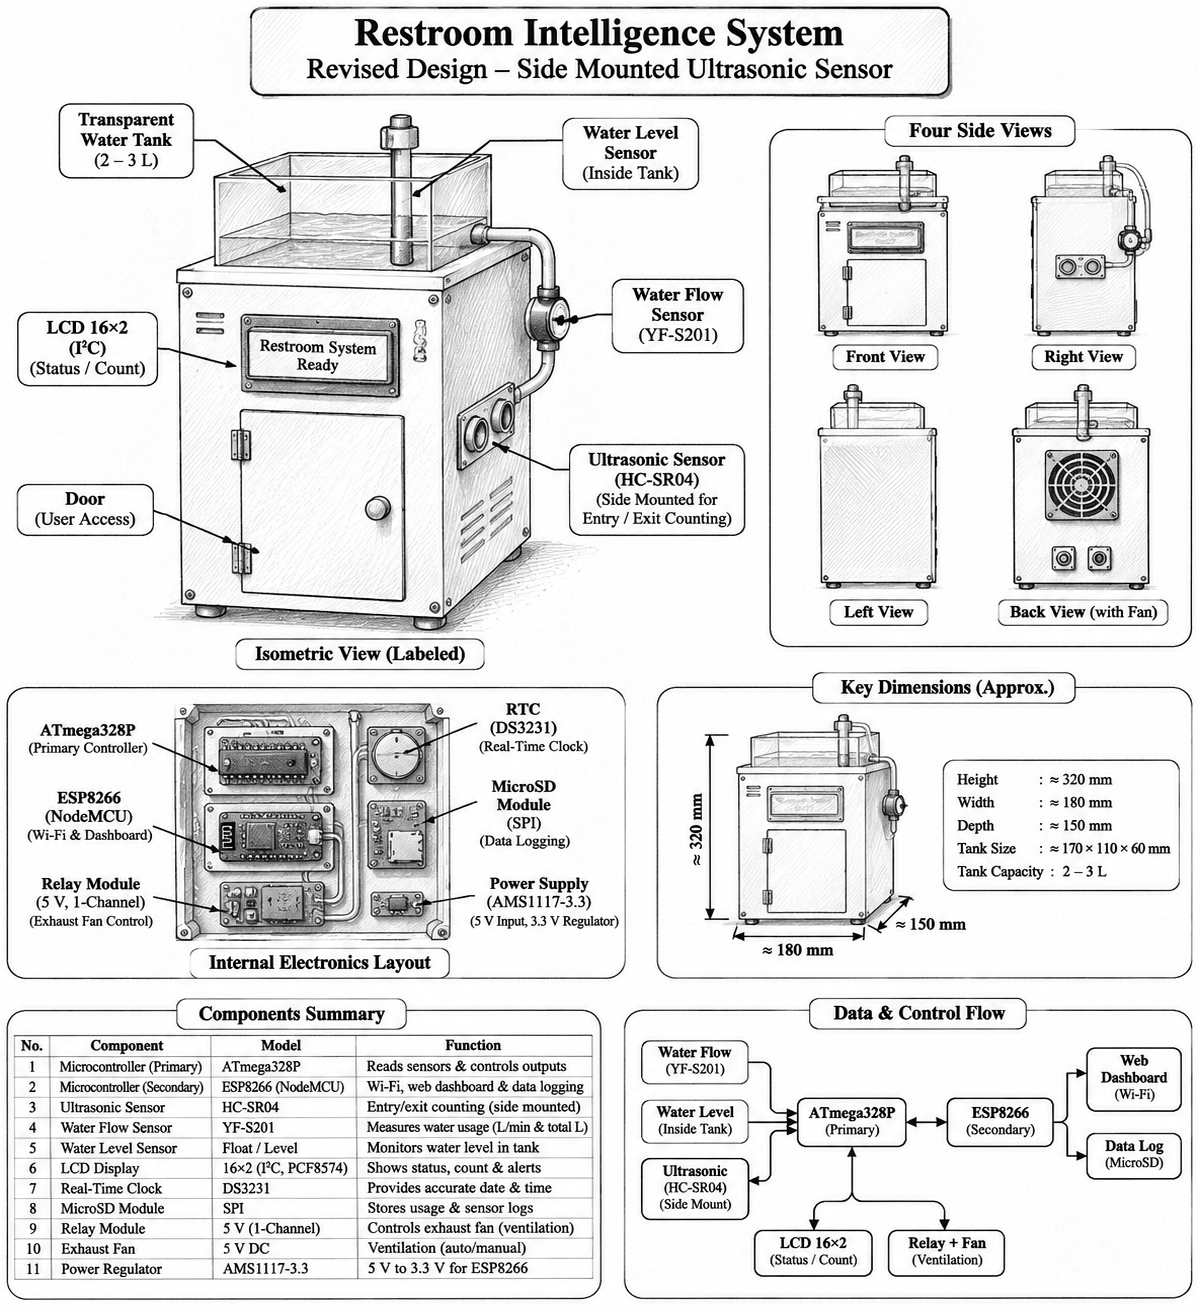 Restroom Intelligence System
Revised Design – Side Mounted Ultrasonic Sensor
Transparent
Water Tank
(2 – 3 L)
Water Level
Sensor
(Inside Tank)
LCD 16×2
(I²C)
(Status / Count)
Restroom System
Ready
Water Flow
Sensor
(YF-S201)
Ultrasonic Sensor
(HC-SR04)
(Side Mounted for
Entry / Exit Counting)
Door
(User Access)
Isometric View (Labeled)
Four Side Views
Front View
Right View
Left View
Back View (with Fan)
ATmega328P
(Primary Controller)
ESP8266
(NodeMCU)
(Wi-Fi & Dashboard)
Relay Module
(5 V, 1-Channel)
(Exhaust Fan Control)
RTC
(DS3231)
(Real-Time Clock)
MicroSD
Module
(SPI)
(Data Logging)
Power Supply
(AMS1117-3.3)
(5 V Input, 3.3 V Regulator)
Internal Electronics Layout
Key Dimensions (Approx.)
≈ 320 mm
≈ 180 mm
≈ 150 mm
Height : ≈ 320 mm
Width : ≈ 180 mm
Depth : ≈ 150 mm
Tank Size : ≈ 170 × 110 × 60 mm
Tank Capacity : 2 – 3 L
Components Summary
No. Component Model Function
1 Microcontroller (Primary) ATmega328P Reads sensors & controls outputs
2 Microcontroller (Secondary) ESP8266 (NodeMCU) Wi-Fi, web dashboard & data logging
3 Ultrasonic Sensor HC-SR04 Entry/exit counting (side mounted)
4 Water Flow Sensor YF-S201 Measures water usage (L/min & total L)
5 Water Level Sensor Float / Level Monitors water level in tank
6 LCD Display 16×2 (I²C, PCF8574) Shows status, count & alerts
7 Real-Time Clock DS3231 Provides accurate date & time
8 MicroSD Module SPI Stores usage & sensor logs
9 Relay Module 5 V (1-Channel) Controls exhaust fan (ventilation)
10 Exhaust Fan 5 V DC Ventilation (auto/manual)
11 Power Regulator AMS1117-3.3 5 V to 3.3 V for ESP8266
Data & Control Flow
Water Flow
(YF-S201)
Water Level
(Inside Tank)
Ultrasonic
(HC-SR04)
(Side Mount)
ATmega328P
(Primary)
ESP8266
(Secondary)
Web
Dashboard
(Wi-Fi)
Data Log
(MicroSD)
LCD 16×2
(Status / Count)
Relay + Fan
(Ventilation)